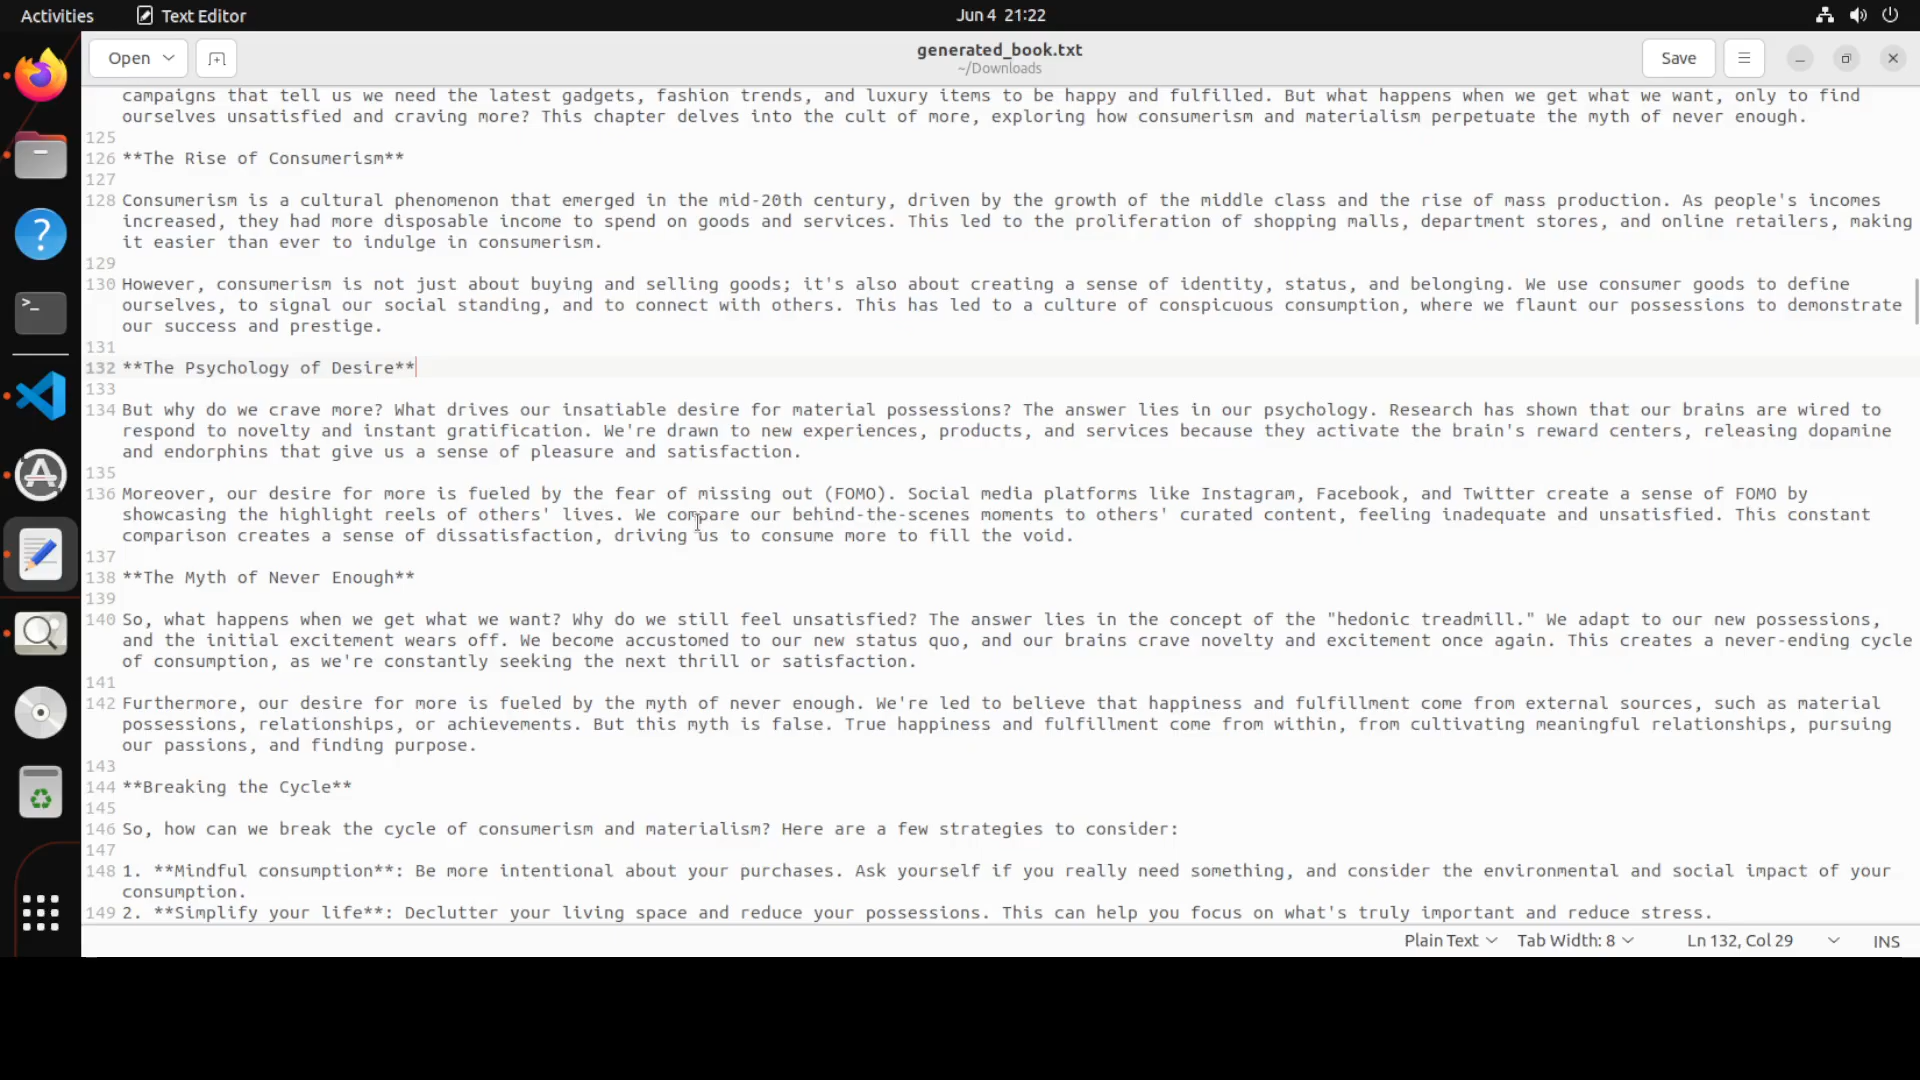 Activities Text Editor Jun 4 21:22
Open generated_book.txt Save
~/Downloads
campaigns that tell us we need the latest gadgets, fashion trends, and luxury items to be happy and fulfilled. But what happens when we get what we want, only to find
ourselves unsatisfied and craving more? This chapter delves into the cult of more, exploring how consumerism and materialism perpetuate the myth of never enough.
125
126 **The Rise of Consumerism**
127
128 Consumerism is a cultural phenomenon that emerged in the mid-20th century, driven by the growth of the middle class and the rise of mass production. As people's incomes
increased, they had more disposable income to spend on goods and services. This led to the proliferation of shopping malls, department stores, and online retailers, making
it easier than ever to indulge in consumerism.
129
130 However, consumerism is not just about buying and selling goods; it's also about creating a sense of identity, status, and belonging. We use consumer goods to define
ourselves, to signal our social standing, and to connect with others. This has led to a culture of conspicuous consumption, where we flaunt our possessions to demonstrate
our success and prestige.
131
132 **The Psychology of Desire**
133
134 But why do we crave more? What drives our insatiable desire for material possessions? The answer lies in our psychology. Research has shown that our brains are wired to
respond to novelty and instant gratification. We're drawn to new experiences, products, and services because they activate the brain's reward centers, releasing dopamine
and endorphins that give us a sense of pleasure and satisfaction.
135
136 Moreover, our desire for more is fueled by the fear of missing out (FOMO). Social media platforms like Instagram, Facebook, and Twitter create a sense of FOMO by
showcasing the highlight reels of others' lives. We compare our behind-the-scenes moments to others' curated content, feeling inadequate and unsatisfied. This constant
comparison creates a sense of dissatisfaction, driving us to consume more to fill the void.
137
138 **The Myth of Never Enough**
139
140 So, what happens when we get what we want? Why do we still feel unsatisfied? The answer lies in the concept of the "hedonic treadmill." We adapt to our new possessions,
and the initial excitement wears off. We become accustomed to our new status quo, and our brains crave novelty and excitement once again. This creates a never-ending cycle
of consumption, as we're constantly seeking the next thrill or satisfaction.
141
142 Furthermore, our desire for more is fueled by the myth of never enough. We're led to believe that happiness and fulfillment come from external sources, such as material
possessions, relationships, or achievements. But this myth is false. True happiness and fulfillment come from within, from cultivating meaningful relationships, pursuing
our passions, and finding purpose.
143
144 **Breaking the Cycle**
145
146 So, how can we break the cycle of consumerism and materialism? Here are a few strategies to consider:
147
148 1. **Mindful consumption**: Be more intentional about your purchases. Ask yourself if you really need something, and consider the environmental and social impact of your
consumption.
149 2. **Simplify your life**: Declutter your living space and reduce your possessions. This can help you focus on what's truly important and reduce stress.
Plain Text Tab Width: 8 Ln 132, Col 29 INS